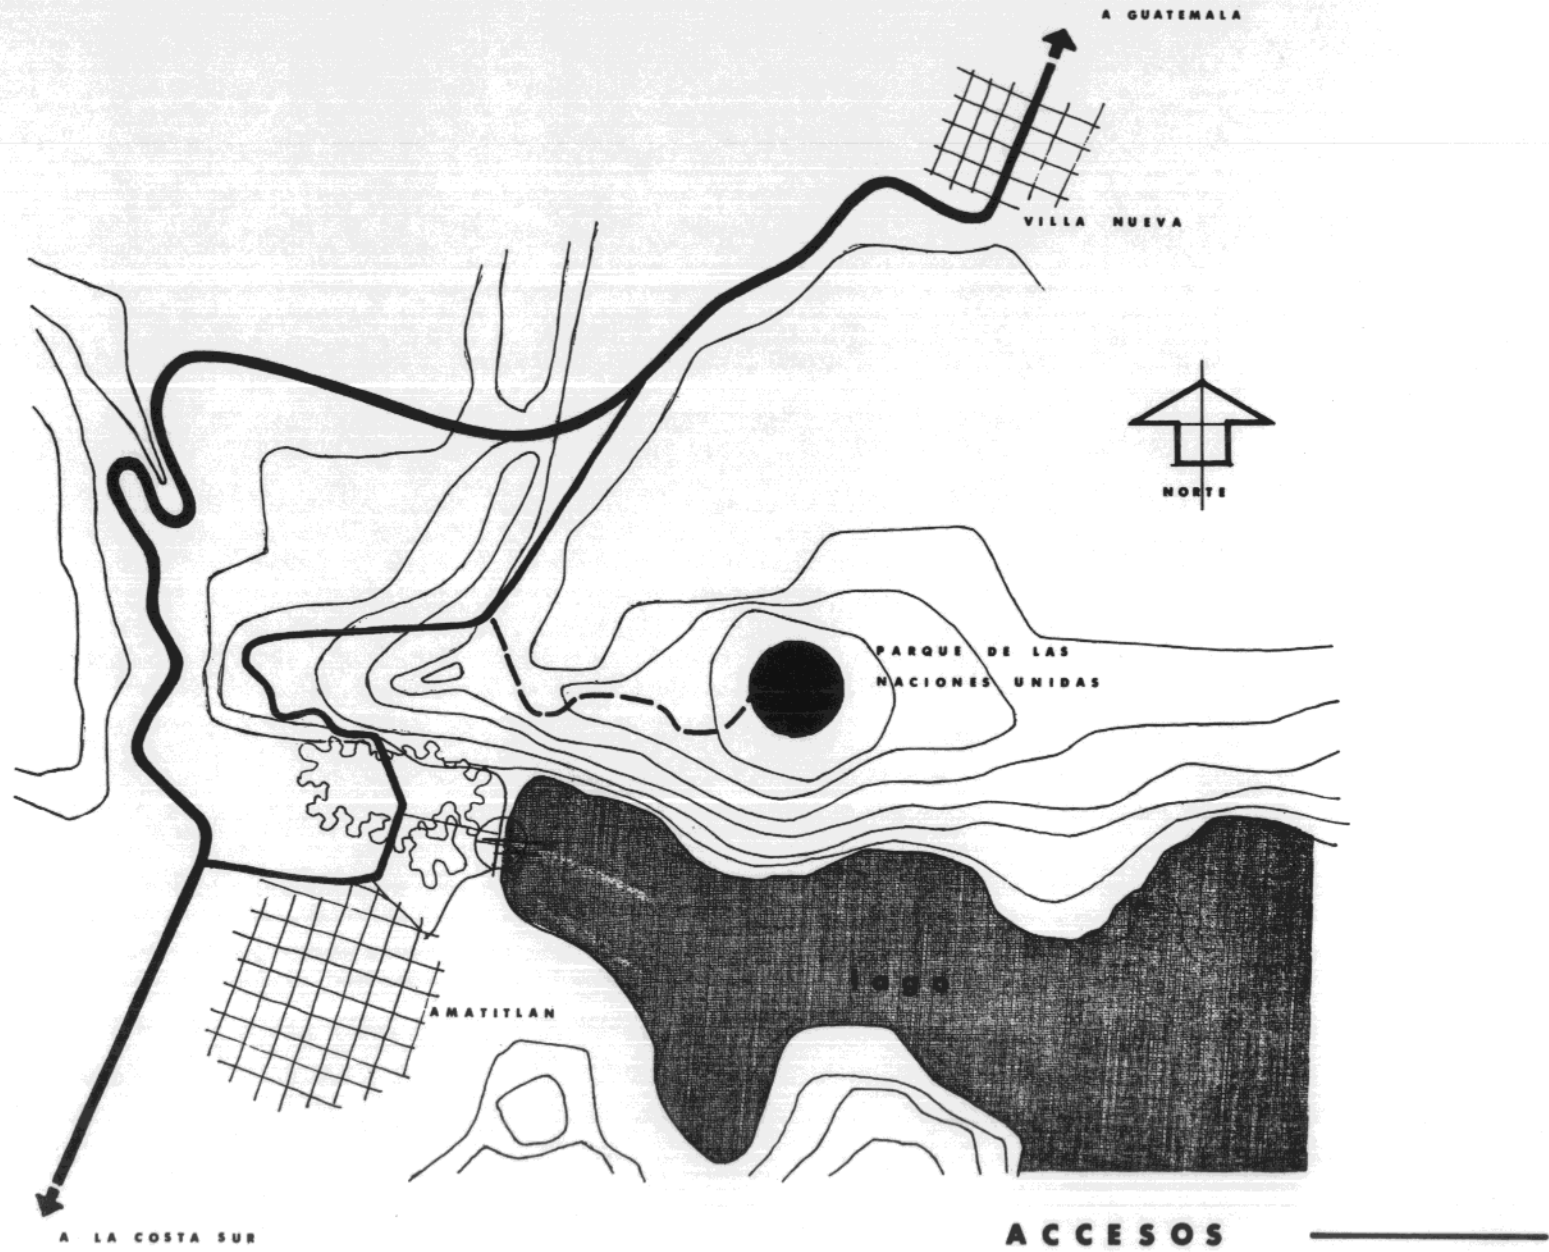 A GUATEMALA
VILLA NUEVA
NORTE
PARQUE DE LAS
NACIONES UNIDAS
lago
AMATITLAN
A LA COSTA SUR
ACCESOS